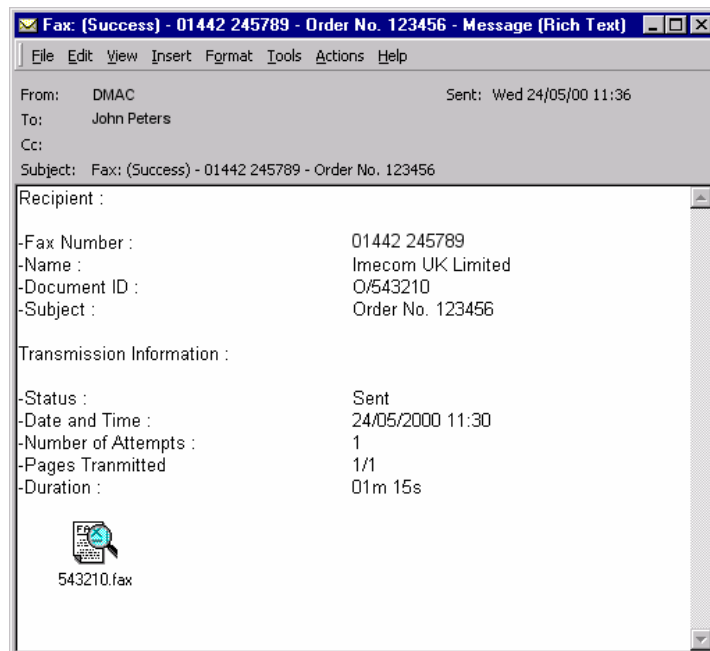 Fax: (Success) - 01442 245789 - Order No. 123456 - Message (Rich Text)
File Edit View Insert Format Tools Actions Help
From: DMAC Sent: Wed 24/05/00 11:36
To: John Peters
Cc:
Subject: Fax: (Success) - 01442 245789 - Order No. 123456
Recipient :
-Fax Number : 01442 245789
-Name : Imecom UK Limited
-Document ID : O/543210
-Subject : Order No. 123456
Transmission Information :
-Status : Sent
-Date and Time : 24/05/2000 11:30
-Number of Attempts : 1
-Pages Tranmitted 1/1
-Duration : 01m 15s
FAX
543210.fax